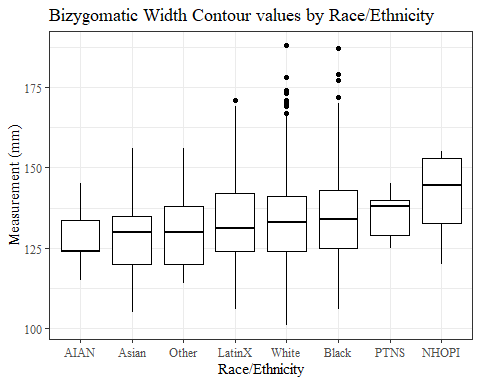 Bizygomatic Width Contour values by Race/Ethnicity
Measurement (mm)
175
150
125
100
AIAN Asian Other LatinX White Black PTNS NHOPI
Race/Ethnicity